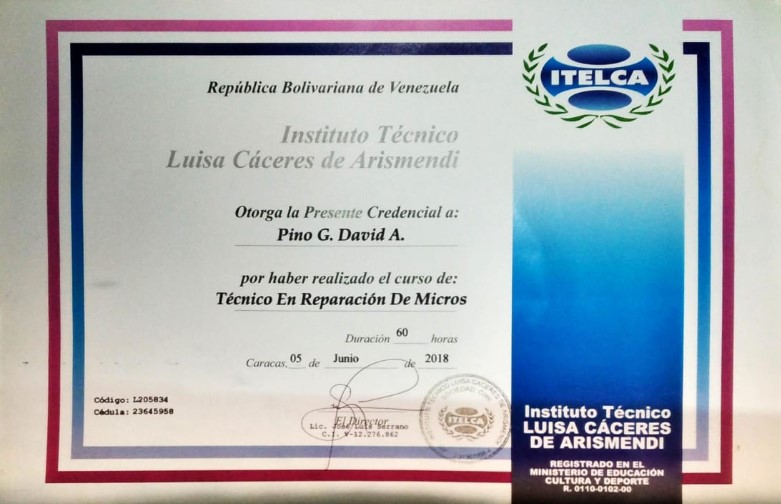 República Bolivariana de Venezuela
ITELCA
Instituto Técnico
Luisa Cáceres de Arismendi
Otorga la Presente Credencial a:
Pino G. David A.
por haber realizado el curso de:
Técnico En Reparación De Micros
Duración 60 horas
Caracas, 05 de Junio de 2018
Código: L205834
Cédula: 23645958
El Director
Lic. José Luis Serrano
C.I. V-12.276.862
ITELCA
Instituto Técnico
LUISA CÁCERES
DE ARISMENDI
REGISTRADO EN EL
MINISTERIO DE EDUCACIÓN
CULTURA Y DEPORTE
R. 0110-0102-00